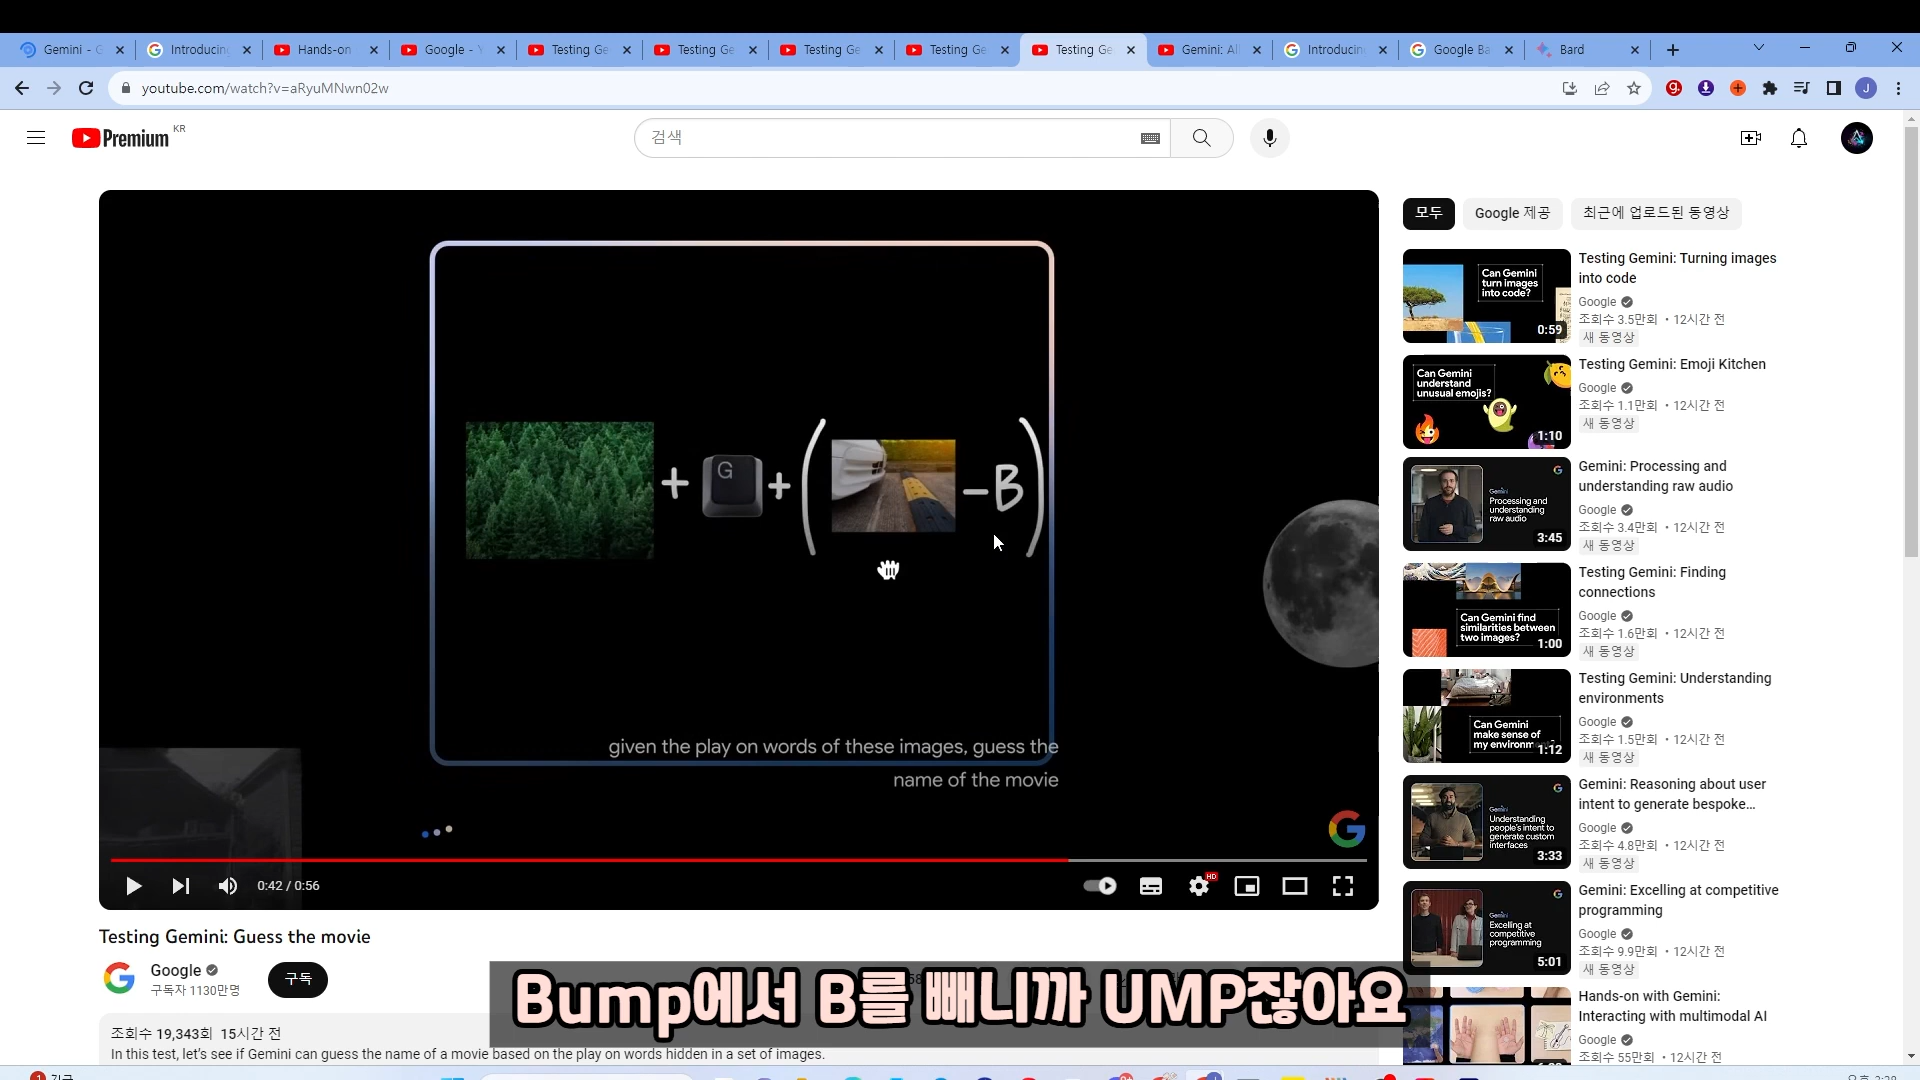 Gemini - G
Introducin
Hands-on
Google - Y
Testing Ge
Testing Ge
Testing Ge
Testing Ge
Testing Ge
Gemini: All
Introducin
Google Ba
Bard
youtube.com/watch?v=aRyuMNwn02w
J
Premium KR
검색
모두
Google 제공
최근에 업로드된 동영상
+ G + ( - B )
given the play on words of these images, guess the
name of the movie
0:42 / 0:56
HD
Testing Gemini: Guess the movie
Google
구독자 1130만명
구독
조회수 19,343회 15시간 전
In this test, let's see if Gemini can guess the name of a movie based on the play on words hidden in a set of images.
Bump에서 B를 빼니까 UMP잖아요
Can Gemini
turn images
into code?
0:59
Testing Gemini: Turning images
into code
Google
조회수 3.5만회 • 12시간 전
새 동영상
Can Gemini
understand
unusual emojis?
1:10
Testing Gemini: Emoji Kitchen
Google
조회수 1.1만회 • 12시간 전
새 동영상
Gemini
Processing and
understanding
raw audio
3:45
Gemini: Processing and
understanding raw audio
Google
조회수 3.4만회 • 12시간 전
새 동영상
Can Gemini find
similarities between
two images?
1:00
Testing Gemini: Finding
connections
Google
조회수 1.6만회 • 12시간 전
새 동영상
Can Gemini
make sense of
my environm
1:12
Testing Gemini: Understanding
environments
Google
조회수 1.5만회 • 12시간 전
새 동영상
Gemini
Understanding
people's intent to
generate custom
interfaces
3:33
Gemini: Reasoning about user
intent to generate bespoke...
Google
조회수 4.8만회 • 12시간 전
새 동영상
Gemini
Excelling at
competitive
programming
5:01
Gemini: Excelling at competitive
programming
Google
조회수 9.9만회 • 12시간 전
새 동영상
Hands-on with Gemini:
Interacting with multimodal AI
Google
조회수 55만회 • 12시간 전